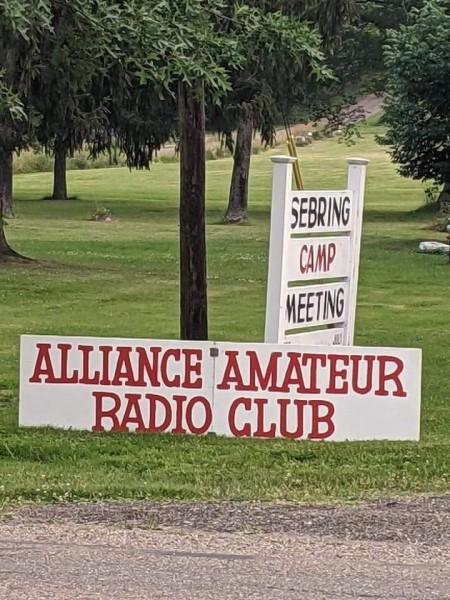 SEBRING
CAMP
MEETING
ALLIANCE AMATEUR
RADIO CLUB